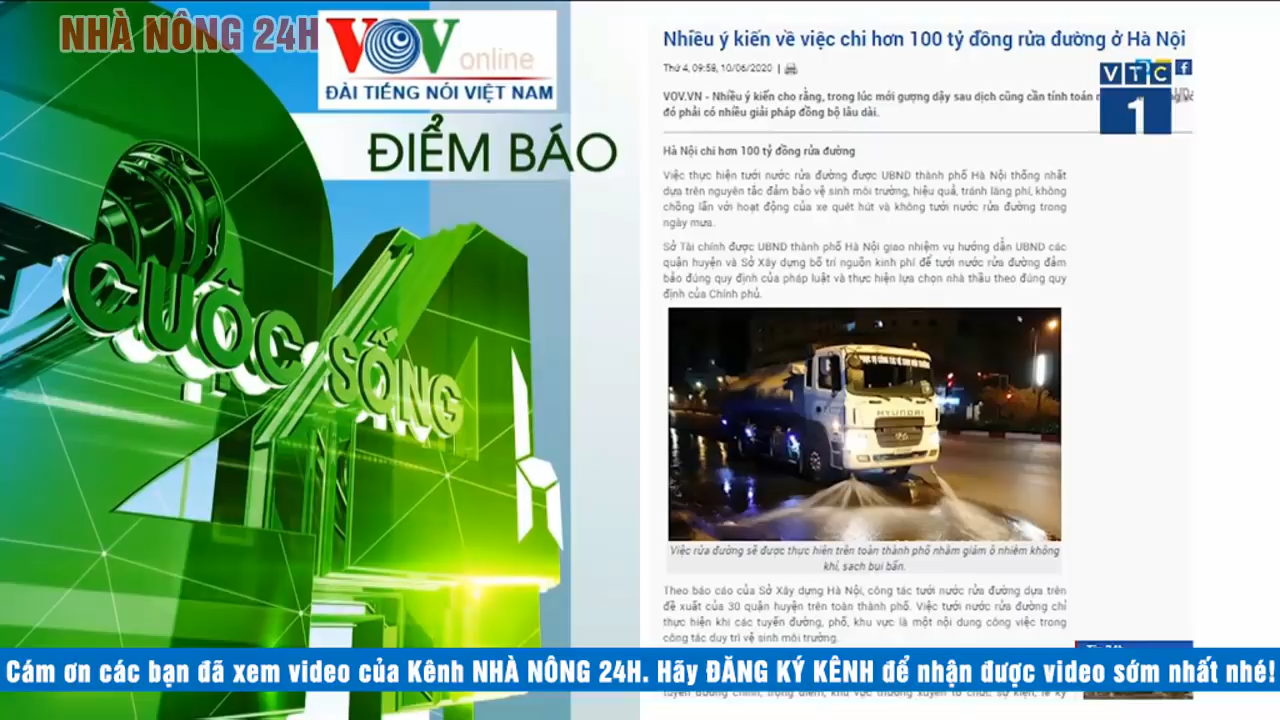 NHÀ NÔNG 24H
VOV online
ĐÀI TIẾNG NÓI VIỆT NAM
ĐIỂM BÁO
CUỘC SỐNG
24h
Nhiều ý kiến về việc chi hơn 100 tỷ đồng rửa đường ở Hà Nội
Thứ 4, 09:58, 10/06/2020 |
VTC
1
VOV.VN - Nhiều ý kiến cho rằng, trong lúc mới gượng dậy sau dịch cũng cần tính toán
đó phải có nhiều giải pháp đồng bộ lâu dài.
Hà Nội chi hơn 100 tỷ đồng rửa đường
Việc thực hiện tưới nước rửa đường được UBND thành phố Hà Nội thống nhất
dựa trên nguyên tắc đảm bảo vệ sinh môi trường, hiệu quả, tránh lãng phí, không
chồng lấn với hoạt động của xe quét hút và không tưới nước rửa đường trong
ngày mưa.
Sở Tài chính được UBND thành phố Hà Nội giao nhiệm vụ hướng dẫn UBND các
quận huyện và Sở Xây dựng bố trí nguồn kinh phí để tưới nước rửa đường đảm
bảo đúng quy định của pháp luật và thực hiện lựa chọn nhà thầu theo đúng quy
định của Chính phủ.
HYUNDAI
Việc rửa đường sẽ được thực hiện trên toàn thành phố nhằm giảm ô nhiễm không
khí, sạch bụi bẩn.
Theo báo cáo của Sở Xây dựng Hà Nội, công tác tưới nước rửa đường dựa trên
đề xuất của 30 quận huyện trên toàn thành phố. Việc tưới nước rửa đường chỉ
thực hiện khi các tuyến đường, phố, khu vực là một nội dung công việc trong
công tác duy trì vệ sinh môi trường.
Cám ơn các bạn đã xem video của Kênh NHÀ NÔNG 24H. Hãy ĐĂNG KÝ KÊNH để nhận được video sớm nhất nhé!